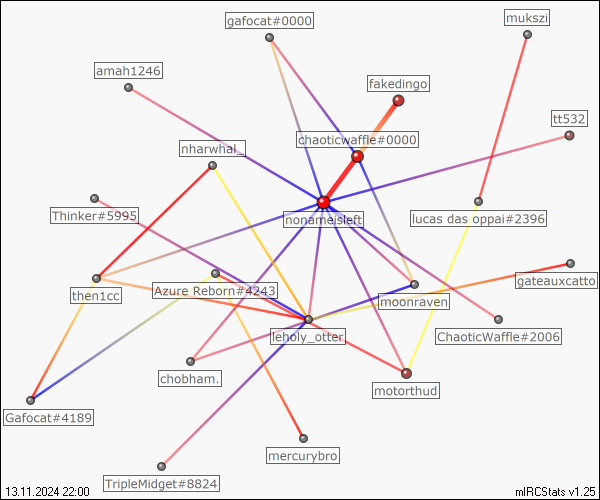 gafocat#0000
mukszi
amah1246
fakedingo
tt532
chaoticwaffle#0000
nharwhal_
Thinker#5995
nonameisleft
lucas das oppai#2396
then1cc
Azure Reborn#4243
moonraven
gateauxcatto
leholy_otter
ChaoticWaffle#2006
chobham.
motorthud
Gafocat#4189
mercurybro
TripleMidget#8824
13.11.2024 22:00
mIRCStats v1.25